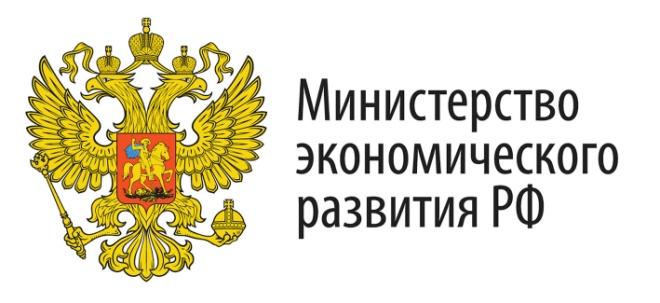 Министерство
экономического
развития РФ